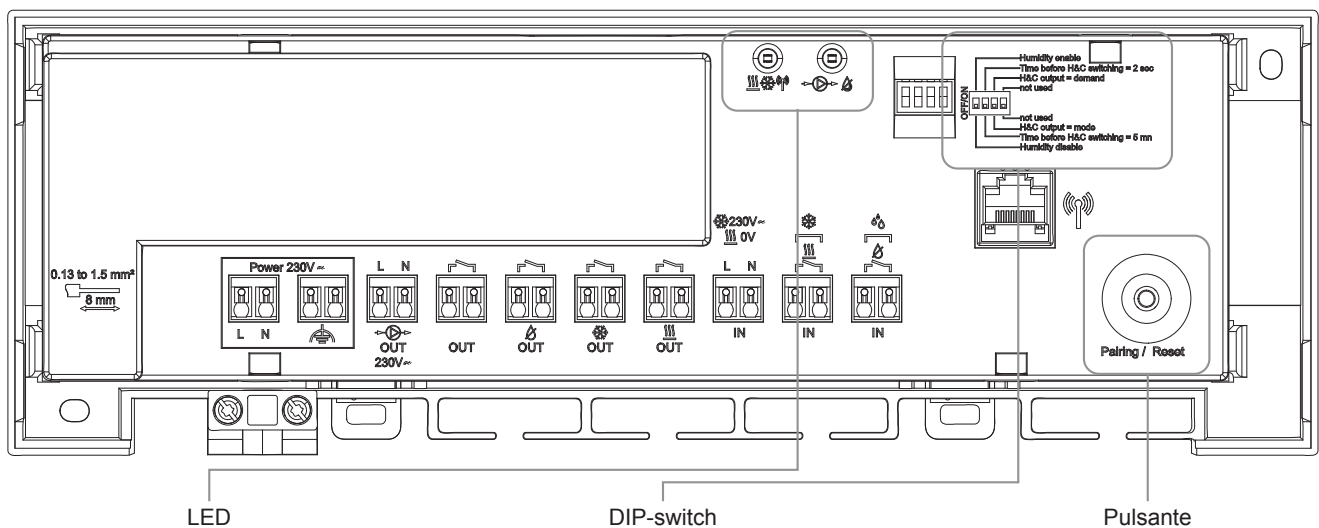 Humidity enable
Time before H&C switching = 2 sec
H&C output = demand
not used
OFF/ON
not used
H&C output = mode
Time before H&C switching = 5 mn
Humidity disable
230V
0V
0.13 to 1.5 mm²
8 mm
Power 230V
L N
L N
L N
OUT
230V
OUT
OUT
OUT
OUT
IN
IN
IN
Pairing / Reset
LED
DIP-switch
Pulsante